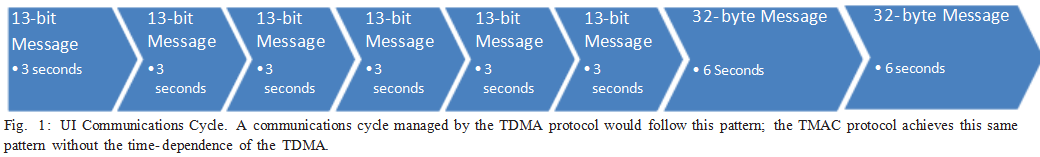 13-bit Message
• 3 seconds
13-bit Message
• 3 seconds
13-bit Message
• 3 seconds
13-bit Message
• 3 seconds
13-bit Message
• 3 seconds
13-bit Message
• 3 seconds
32-byte Message
• 6 Seconds
32-byte Message
• 6 seconds
Fig. 1: UI Communications Cycle. A communications cycle managed by the TDMA protocol would follow this pattern; the TMAC protocol achieves this same
pattern without the time-dependence of the TDMA.